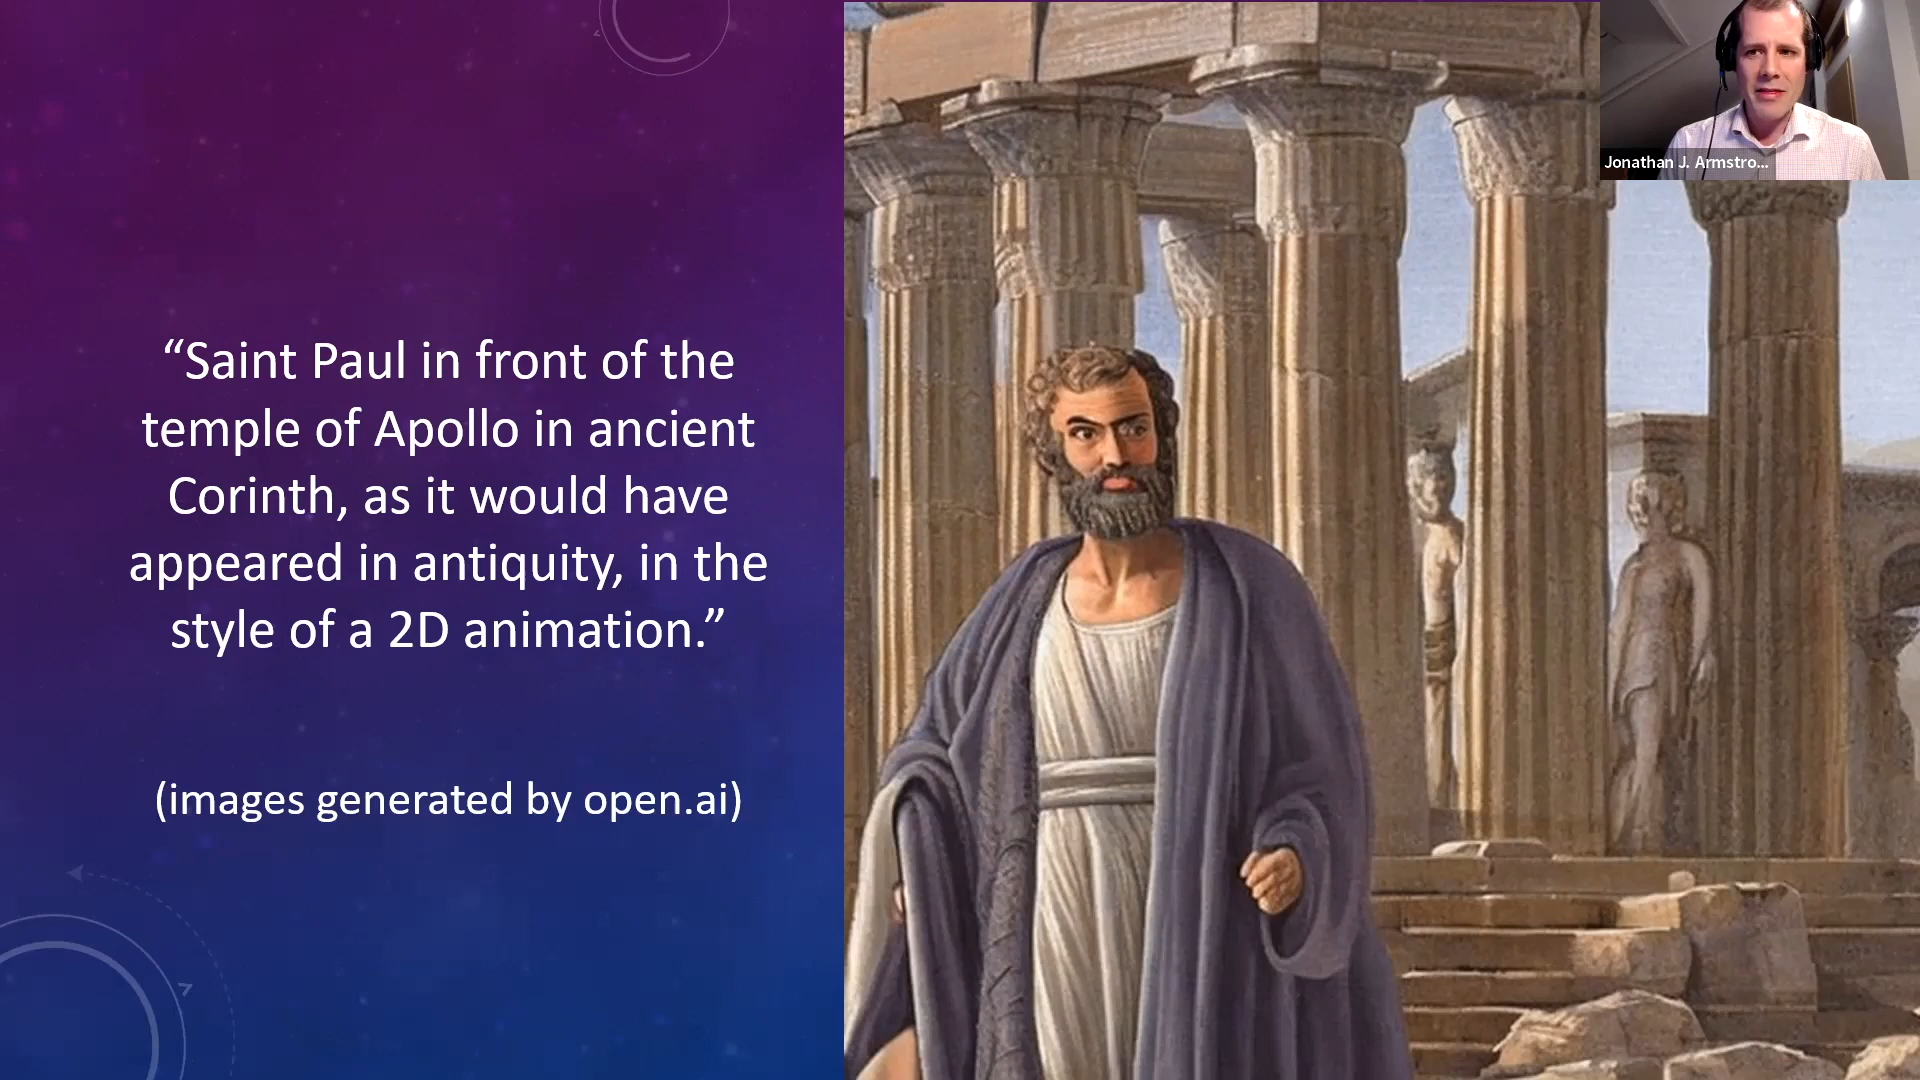 “Saint Paul in front of the
temple of Apollo in ancient
Corinth, as it would have
appeared in antiquity, in the
style of a 2D animation.”
(images generated by open.ai)
Jonathan J. Armstro...